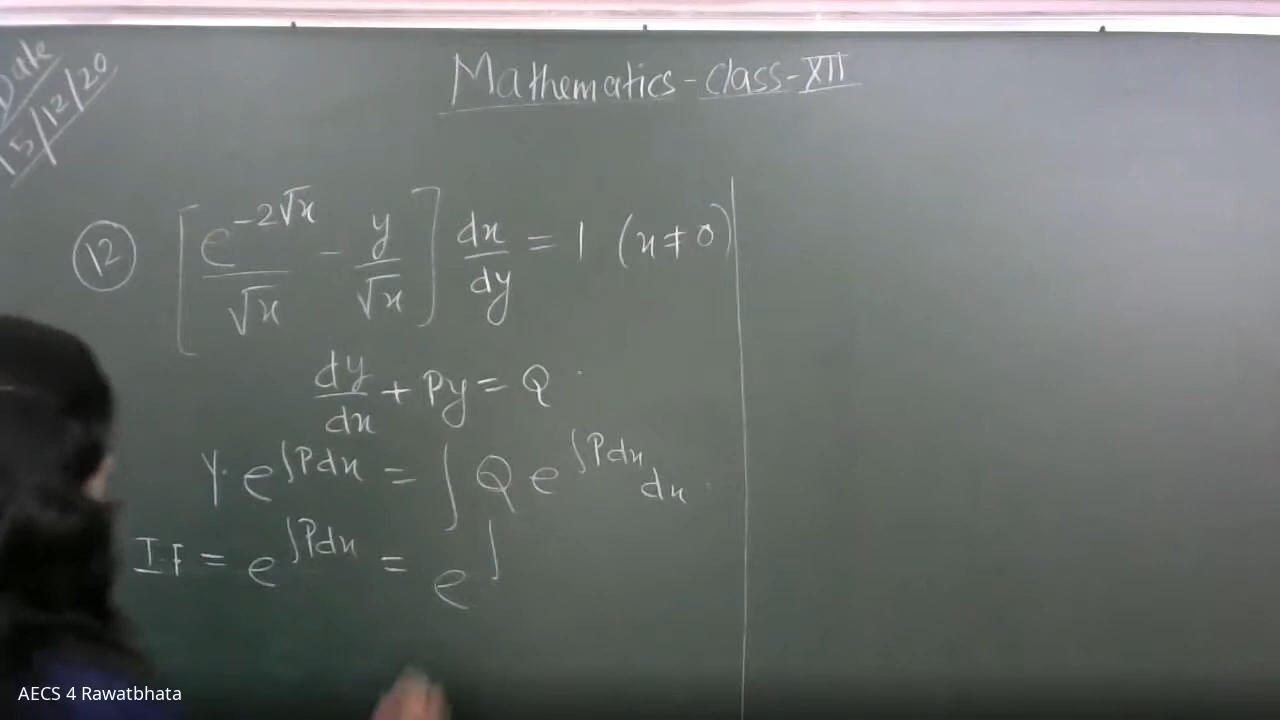 Date
15/12/20
Mathematics - Class - XII
12 [e^{-2√x}/√x - y/√x] dx/dy = 1 (x ≠ 0)
dy/dx + Py = Q.
y. e^{∫Pdx} = ∫ Q e^{∫Pdx} dx.
I.F = e^{∫Pdx} = e^{∫
AECS 4 Rawatbhata